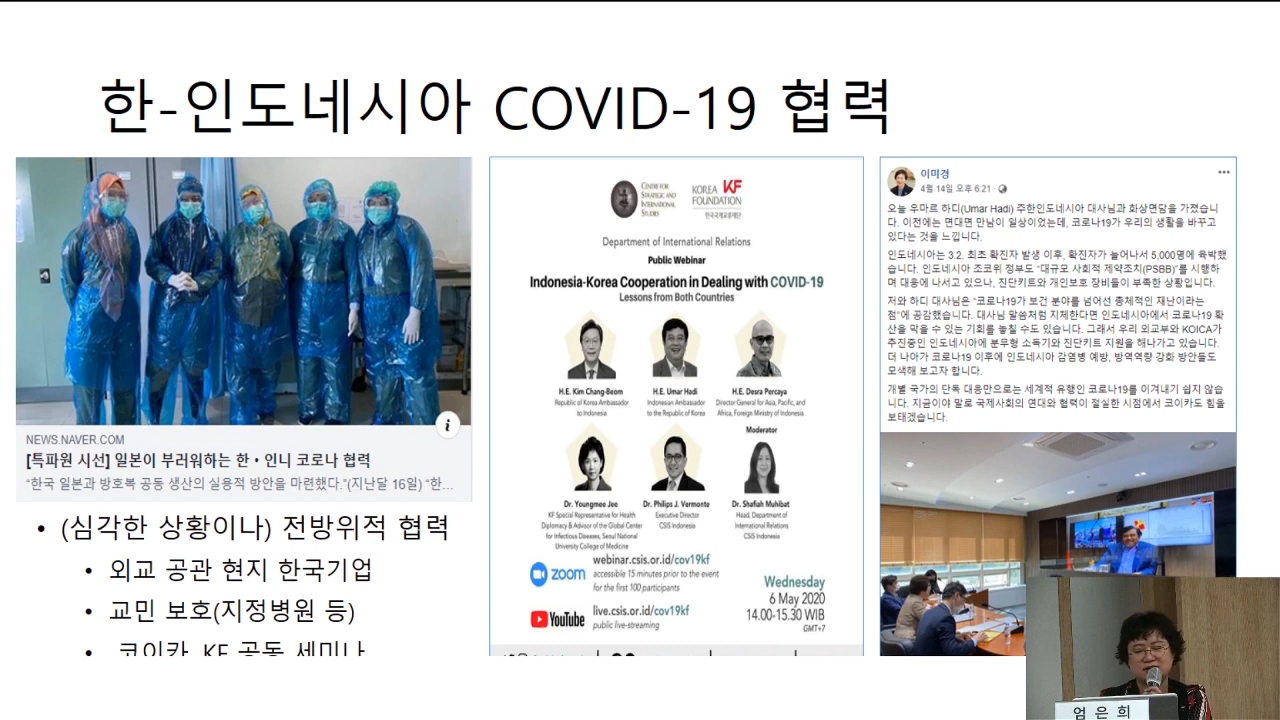 한-인도네시아 COVID-19 협력
NEWS.NAVER.COM
[특파원 시선] 일본이 부러워하는 한·인니 코로나 협력
"한국 일본과 방호복 공동 생산의 실용적 방안을 마련했다."(지난달 16일) "한...
• (심각한 상황이나) 전방위적 협력
• 외교 공관 현지 한국기업
• 교민 보호(지정병원 등)
• 코이카, KF 공동 세미나
CENTRE FOR
STRATEGIC AND
INTERNATIONAL
STUDIES
KOREA KF
FOUNDATION
한국국제교류재단
Department of International Relations
Public Webinar
Indonesia-Korea Cooperation in Dealing with COVID-19
Lessons from Both Countries
H.E. Kim Chang-Beom
Republic of Korea Ambassador
to Indonesia
H.E. Umar Hadi
Indonesian Ambassador
to the Republic of Korea
H.E. Desra Percaya
Director General for Asia, Pacific, and
Africa, Foreign Ministry of Indonesia
Moderator
Dr. Youngmee Jee
KF Special Representative for Health
Diplomacy & Advisor of the Global Center
for Infectious Diseases, Seoul National
University College of Medicine
Dr. Philips J. Vermonte
Executive Director
CSIS Indonesia
Dr. Shafiah Muhibat
Head, Department of
International Relations
CSIS Indonesia
zoom
webinar.csis.or.id/cov19kf
accessible 15 minutes prior to the event
for the first 100 participants
YouTube
live.csis.or.id/cov19kf
public live-streaming
Wednesday
6 May 2020
14.00-15.30 WIB
GMT+7
이미경
4월 14일 오후 6:21
오늘 우마르 하디(Umar Hadi) 주한인도네시아 대사님과 화상면담을 가졌습니
다. 이전에는 면대면 만남이 일상이었는데, 코로나19가 우리의 생활을 바꾸고
있다는 것을 느낍니다.
인도네시아는 3.2. 최초 확진자 발생 이후, 확진자가 늘어나서 5,000명에 육박했
습니다. 인도네시아 조코위 정부도 "대규모 사회적 제약조치(PSBB)"를 시행하
며 대응에 나서고 있으나, 진단키트와 개인보호 장비들이 부족한 상황입니다.
저와 하디 대사님은 "코로나19가 보건 분야를 넘어선 총체적인 재난이라는
점"에 공감했습니다. 대사님 말씀처럼 지체한다면 인도네시아에서 코로나19 확
산을 막을 수 있는 기회를 놓칠 수도 있습니다. 그래서 우리 외교부와 KOICA가
추진중인 인도네시아에 분무형 소독기와 진단키트 지원을 해나가고 있습니다.
더 나아가 코로나19 이후에 인도네시아 감염병 예방, 방역역량 강화 방안들도
모색해 보고자 합니다.
개별 국가의 단독 대응만으로는 세계적 유행인 코로나19를 이겨내기 쉽지 않습
니다. 지금이야 말로 국제사회의 연대와 협력이 절실한 시점에서 코이카도 힘을
보태겠습니다.
엄은희